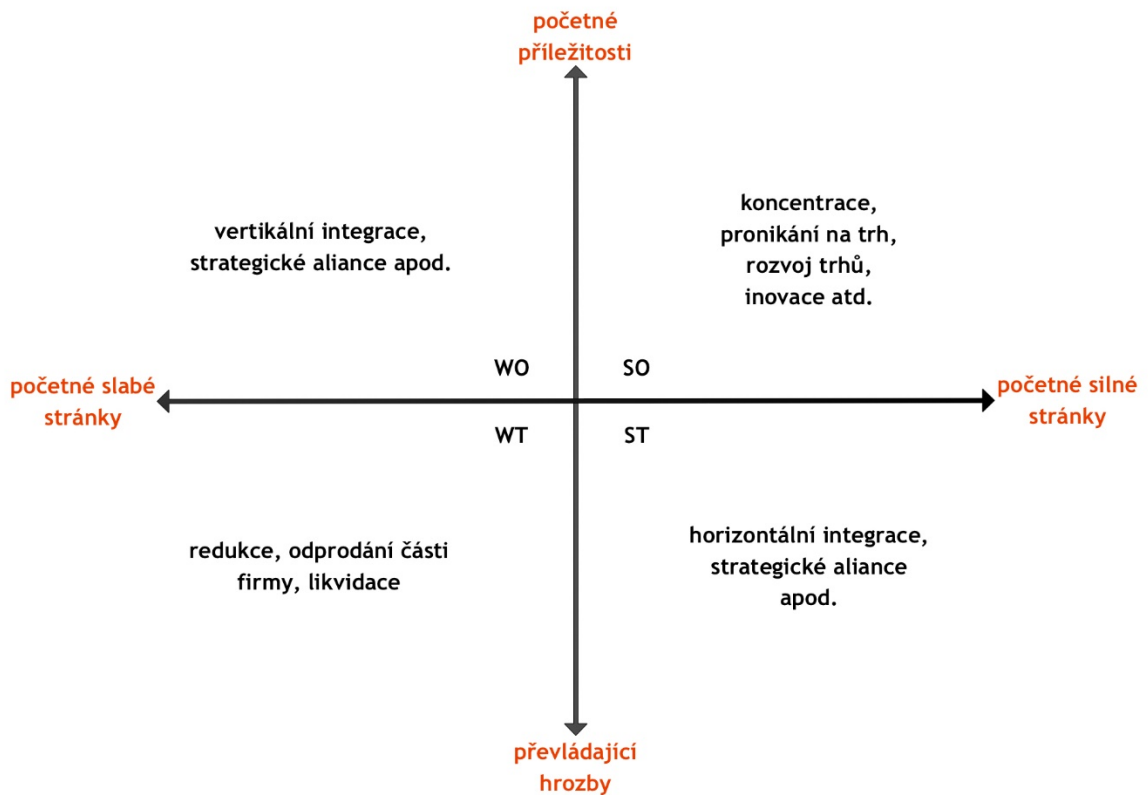 početné
příležitosti
vertikální integrace,
strategické aliance apod.
koncentrace,
pronikání na trh,
rozvoj trhů,
inovace atd.
WO
SO
početné slabé
stránky
početné silné
stránky
WT
ST
redukce, odprodání části
firmy, likvidace
horizontální integrace,
strategické aliance
apod.
převládající
hrozby